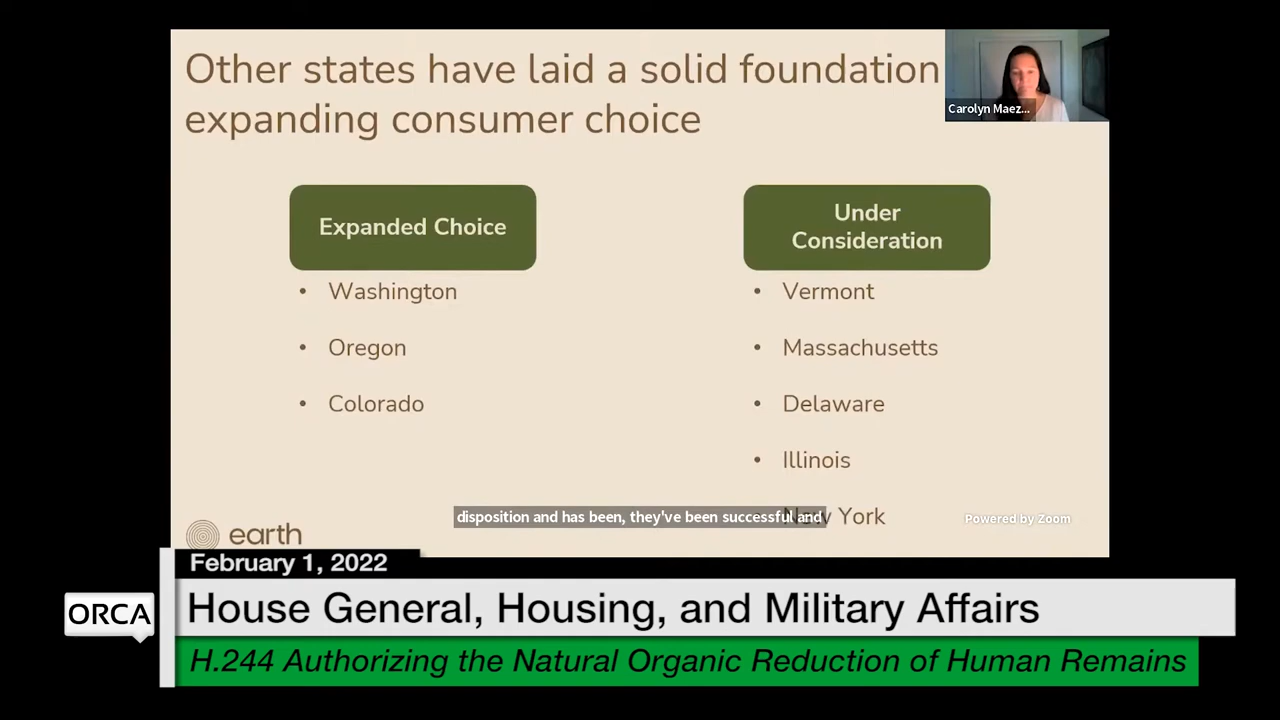 Other states have laid a solid foundation
expanding consumer choice
Carolyn Maez...
Expanded Choice
Under
Consideration
• Washington
• Oregon
• Colorado
• Vermont
• Massachusetts
• Delaware
• Illinois
New York
disposition and has been, they've been successful and
Powered by Zoom
earth
February 1, 2022
ORCA
House General, Housing, and Military Affairs
H.244 Authorizing the Natural Organic Reduction of Human Remains